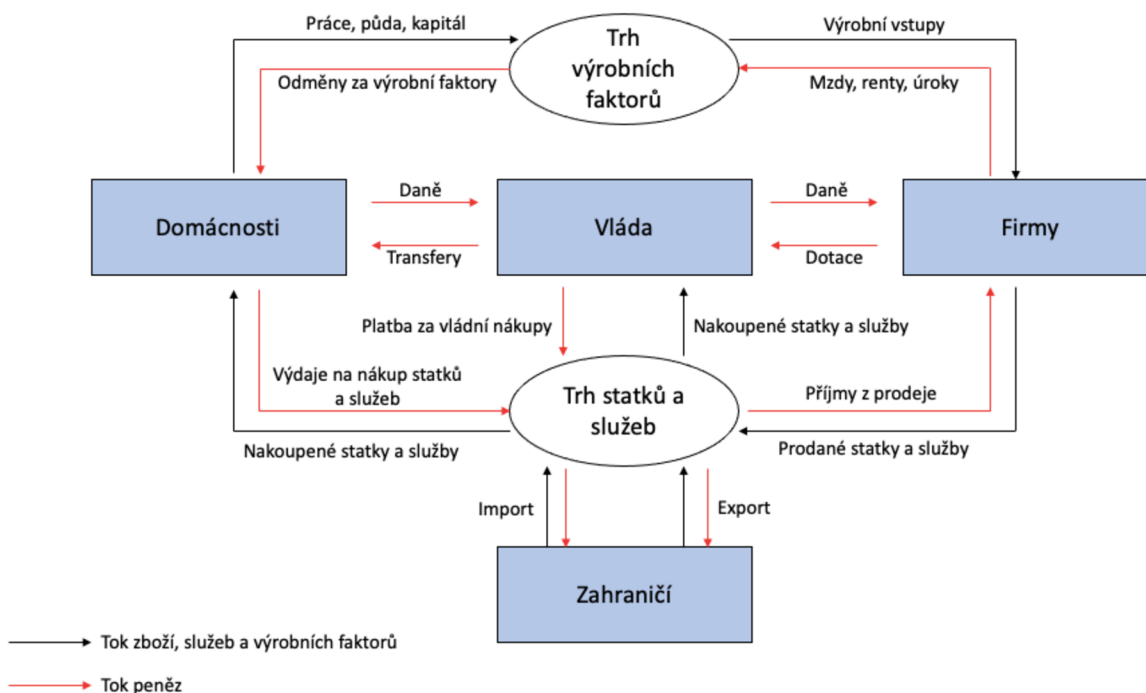 Práce, půda, kapitál
Trh
výrobních
faktorů
Výrobní vstupy
Odměny za výrobní faktory
Mzdy, renty, úroky
Domácnosti
Daně
Vláda
Daně
Firmy
Transfery
Dotace
Platba za vládní nákupy
Nakoupené statky a služby
Výdaje na nákup statků
a služeb
Trh statků a
služeb
Příjmy z prodeje
Nakoupené statky a služby
Prodané statky a služby
Import
Export
Zahraničí
Tok zboží, služeb a výrobních faktorů
Tok peněz